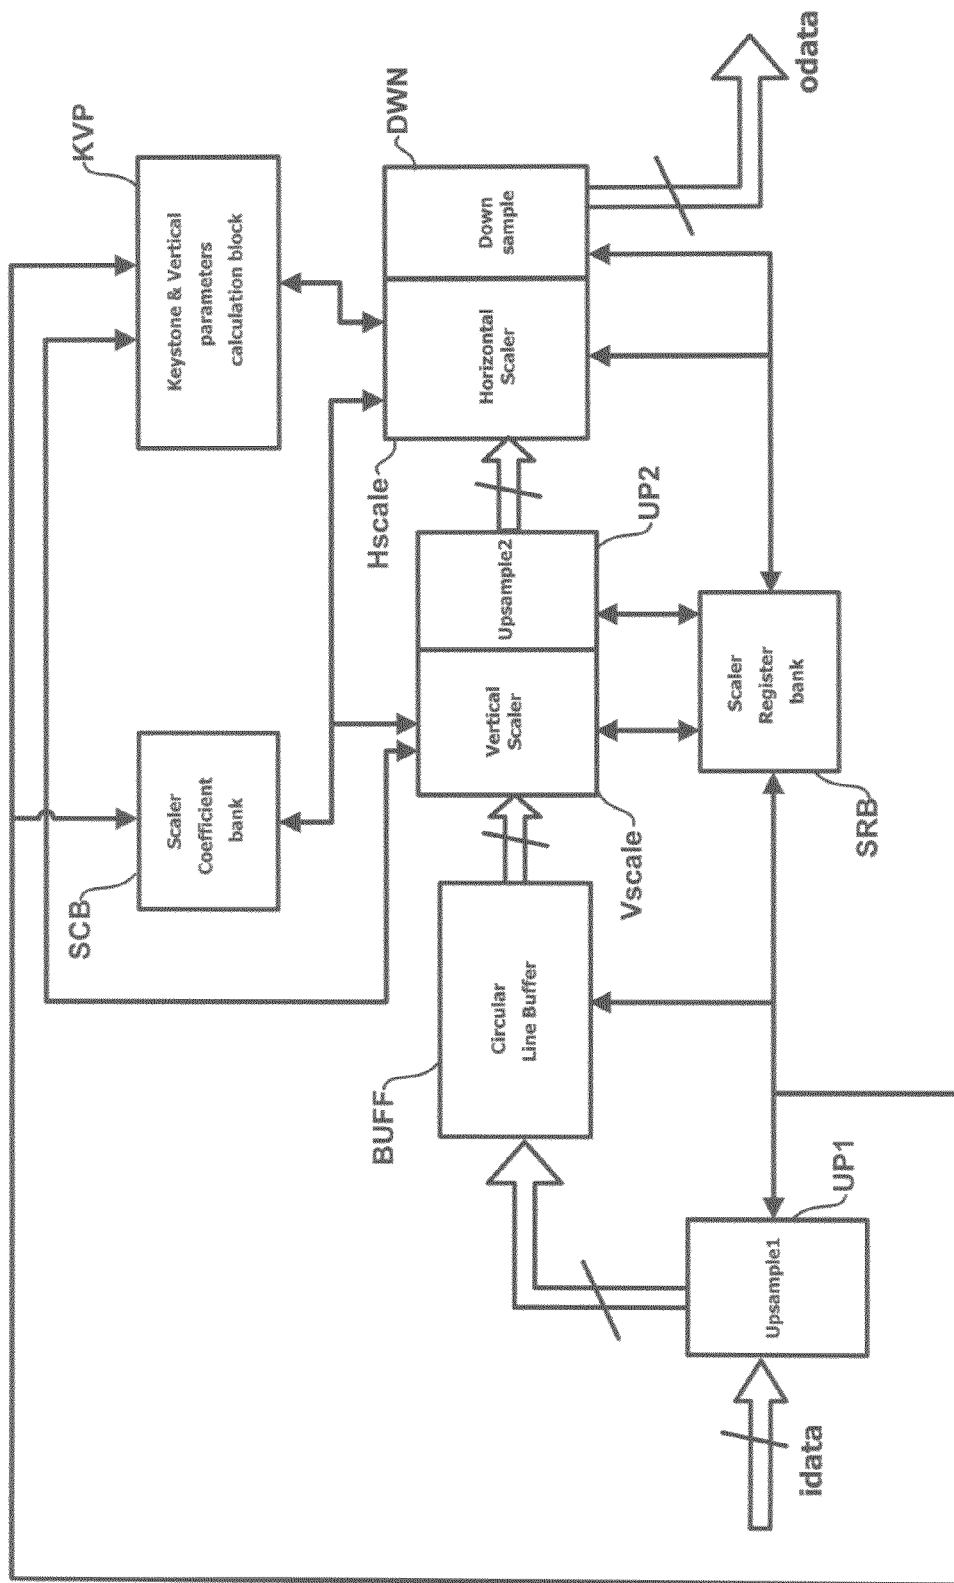 KVP
Keystone & Vertical
parameters
calculation block
SCB
Scaler
Coefficient
bank
DWN
Horizontal
Scaler
Down
sample
Hscale
odata
Vertical
Scaler
Upsample2
UP2
Vscale
BUFF
Circular
Line Buffer
Scaler
Register
bank
SRB
Upsample1
UP1
idata